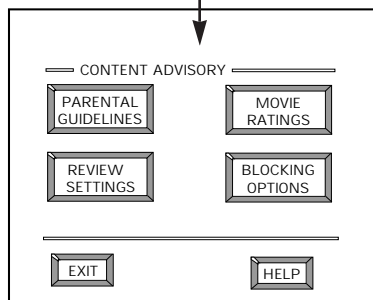 CONTENT ADVISORY
PARENTAL
GUIDELINES
MOVIE
RATINGS
REVIEW
SETTINGS
BLOCKING
OPTIONS
EXIT
HELP